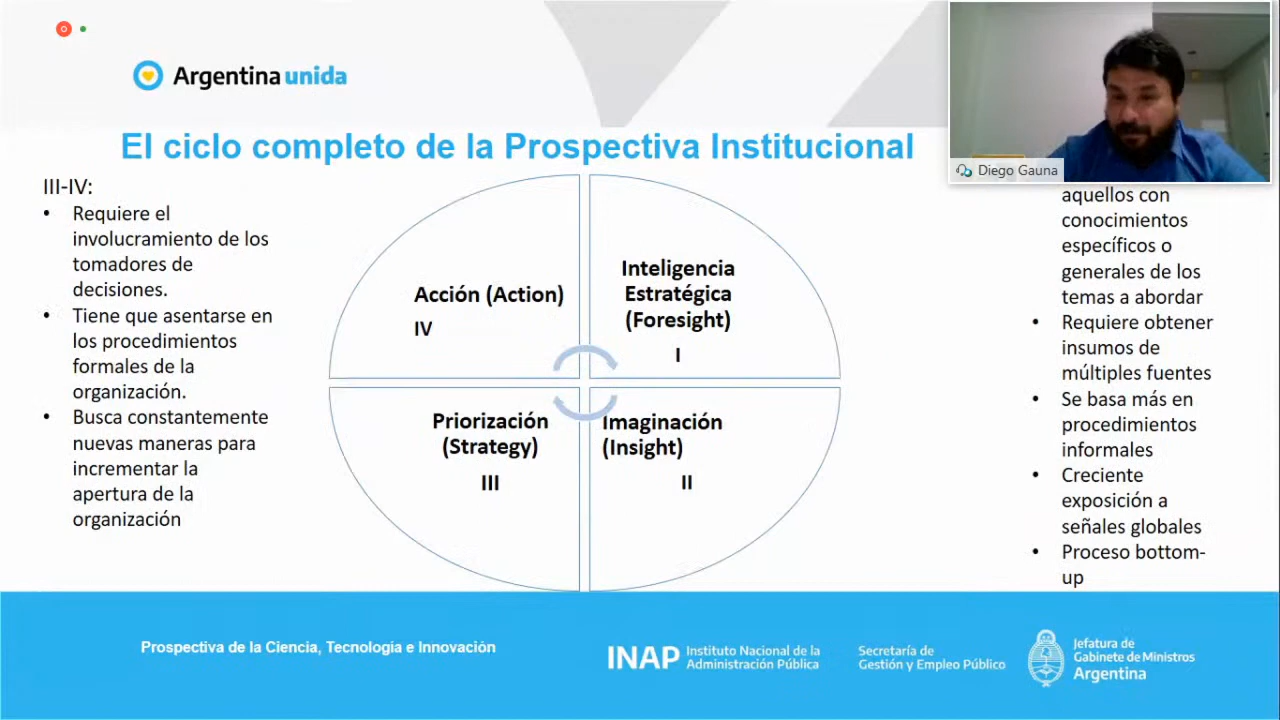 Argentina unida
Diego Gauna
El ciclo completo de la Prospectiva Institucional
III-IV:
• Requiere el
involucramiento de los
tomadores de
decisiones.
• Tiene que asentarse en
los procedimientos
formales de la
organización.
• Busca constantemente
nuevas maneras para
incrementar la
apertura de la
organización
Acción (Action)
IV
Inteligencia
Estratégica
(Foresight)
I
Priorización
(Strategy)
III
Imaginación
(Insight)
II
aquellos con
conocimientos
específicos o
generales de los
temas a abordar
• Requiere obtener
insumos de
múltiples fuentes
• Se basa más en
procedimientos
informales
• Creciente
exposición a
señales globales
• Proceso bottom-
up
Prospectiva de la Ciencia, Tecnología e Innovación
INAP
Instituto Nacional de la
Administración Pública
Secretaría de
Gestión y Empleo Público
Jefatura de
Gabinete de Ministros
Argentina